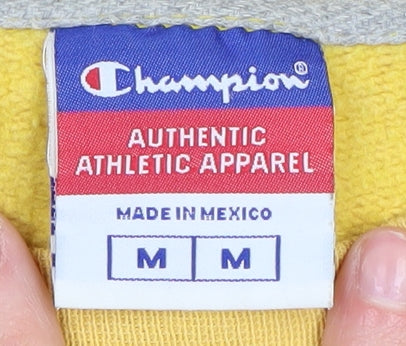 Champion®
AUTHENTIC
ATHLETIC APPAREL
MADE IN MEXICO
M M